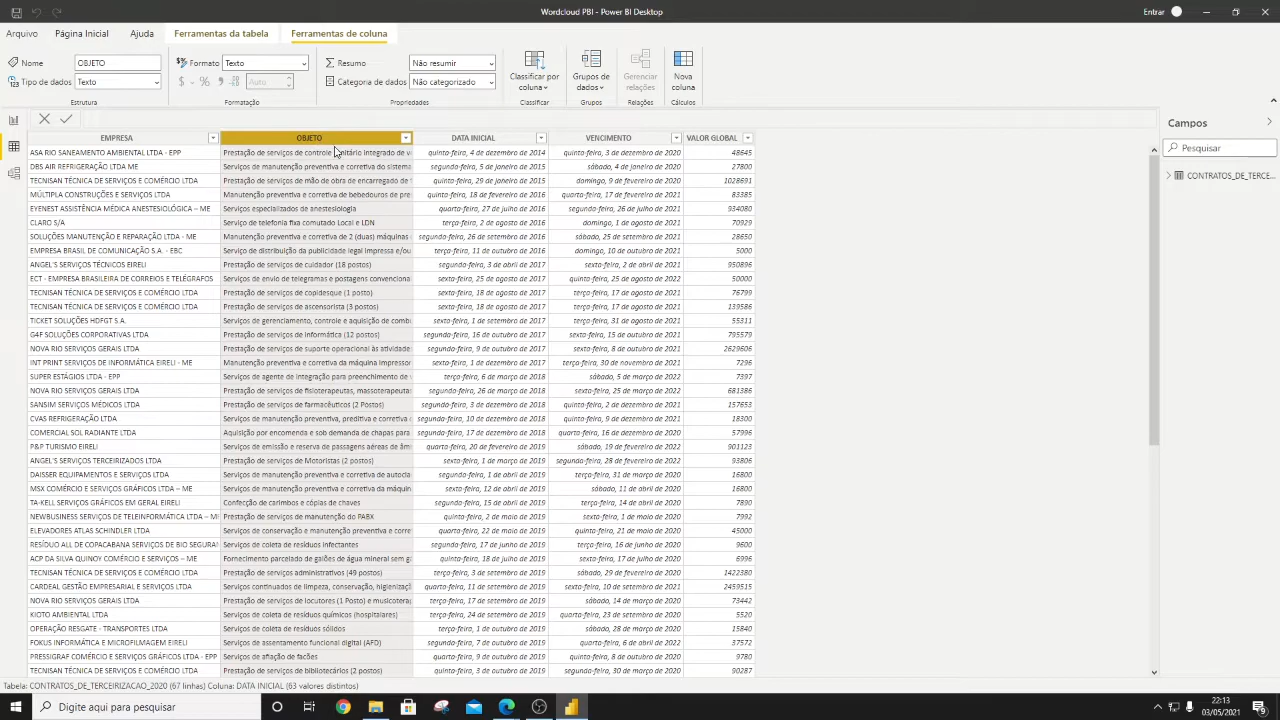 Wordcloud PBI - Power BI Desktop
Entrar
Arquivo Página Inicial Ajuda Ferramentas da tabela Ferramentas de coluna
Nome OBJETO
Formato Texto
Resumo Não resumir
Tipo de dados Texto
$ % Auto
Categoria de dados Não categorizado
Classificar por coluna
Grupos de dados
Gerenciar relações
Nova coluna
Estrutura Formatação Propriedades Classificar Grupos Relações Cálculos
Campos
Pesquisar
CONTRATOS_DE_TERCE...
EMPRESA OBJETO DATA INICIAL VENCIMENTO VALOR GLOBAL
ASA RIO SANEAMENTO AMBIENTAL LTDA - EPP Prestação de serviços de controle sanitário integrado de quinta-feira, 4 de dezembro de 2014 quinta-feira, 3 de dezembro de 2020 48645
DBS AIR REFRIGERAÇÃO LTDA ME Serviços de manutenção preventiva e corretiva do sistema segunda-feira, 5 de janeiro de 2015 sábado, 4 de janeiro de 2020 27800
TECNISAN TÉCNICA DE SERVIÇOS E COMÉRCIO LTDA Prestação de serviços de mão de obra de encarregado de quinta-feira, 29 de janeiro de 2015 domingo, 9 de fevereiro de 2020 1028691
MÚLTIPLA CONSTRUÇÕES E SERVIÇOS LTDA Manutenção preventiva e corretiva de bebedouros de pre quinta-feira, 18 de fevereiro de 2016 quarta-feira, 17 de fevereiro de 2021 83385
EYENEST ASSISTÊNCIA MÉDICA ANESTESIOLÓGICA – ME Serviços especializados de anestesiologia quarta-feira, 27 de julho de 2016 segunda-feira, 26 de julho de 2021 934080
CLARO S/A Serviço de telefonia fixa comutado Local e LDN terça-feira, 2 de agosto de 2016 domingo, 1 de agosto de 2021 70929
SOLUÇÕES MANUTENÇÃO E REPARAÇÃO LTDA - ME Manutenção preventiva e corretiva de 2 (duas) máquinas segunda-feira, 26 de setembro de 2016 sábado, 25 de setembro de 2021 28650
EMPRESA BRASIL DE COMUNICAÇÃO S.A. - EBC Serviço de distribuição da publicidade legal impressa e/ou terça-feira, 11 de outubro de 2016 domingo, 10 de outubro de 2021 5000
ANGEL'S SERVIÇOS TÉCNICOS EIRELI Prestação de serviços de cuidador (18 postos) segunda-feira, 3 de abril de 2017 sexta-feira, 2 de abril de 2021 950896
ECT - EMPRESA BRASILEIRA DE CORREIOS E TELÉGRAFOS Serviços de envio de telegramas e postagens convenciona sexta-feira, 25 de agosto de 2017 quinta-feira, 25 de agosto de 2022 50000
TECNISAN TÉCNICA DE SERVIÇOS E COMÉRCIO LTDA Prestação de serviços de copidesque (1 posto) sexta-feira, 18 de agosto de 2017 terça-feira, 17 de agosto de 2021 76799
TECNISAN TÉCNICA DE SERVIÇOS E COMÉRCIO LTDA Prestação de serviços de ascensorista (3 postos) sexta-feira, 18 de agosto de 2017 terça-feira, 17 de agosto de 2021 139586
TICKET SOLUÇÕES HDFGT S.A. Serviços de gerenciamento, controle e aquisição de comb sexta-feira, 1 de setembro de 2017 terça-feira, 31 de agosto de 2021 55311
G4F SOLUÇÕES CORPORATIVAS LTDA Prestação de serviços de Informática (12 postos) segunda-feira, 16 de outubro de 2017 sexta-feira, 15 de outubro de 2021 795579
NOVA RIO SERVIÇOS GERAIS LTDA Prestação de serviços de suporte operacional às atividade segunda-feira, 9 de outubro de 2017 sexta-feira, 8 de outubro de 2021 2629606
INT PRINT SERVIÇOS DE INFORMÁTICA EIRELI - ME Manutenção preventiva e corretiva da máquina impressor sexta-feira, 1 de dezembro de 2017 terça-feira, 30 de novembro de 2021 7296
SUPER ESTÁGIOS LTDA - EPP Serviços de agente de integração para preenchimento de terça-feira, 6 de março de 2018 sábado, 5 de março de 2022 7397
NOVA RIO SERVIÇOS GERAIS LTDA Prestação de serviços de fisioterapeutas, massoterapeuta segunda-feira, 26 de março de 2018 sexta-feira, 25 de março de 2022 681386
SANSIM SERVIÇOS MÉDICOS LTDA Prestação de serviços de farmacêuticos (2 Postos) segunda-feira, 3 de dezembro de 2018 quinta-feira, 2 de dezembro de 2021 157653
CVAS REFRIGERAÇÃO LTDA Serviços de manutenção preventiva, preditiva e corretiva segunda-feira, 10 de dezembro de 2018 quinta-feira, 9 de dezembro de 2021 18300
COMERCIAL SOL RADIANTE LTDA Aquisição por encomenda e sob demanda de chapas para segunda-feira, 17 de dezembro de 2018 quarta-feira, 16 de dezembro de 2020 57996
P&P TURISMO EIRELI Serviços de emissão e reserva de passagens aéreas de âm quarta-feira, 20 de fevereiro de 2019 sábado, 19 de fevereiro de 2022 901123
ANGEL'S SERVIÇOS TERCEIRIZADOS LTDA Prestação de serviços de Motoristas (2 postos) sexta-feira, 1 de março de 2019 segunda-feira, 28 de fevereiro de 2022 93806
DAISSER EQUIPAMENTOS E SERVIÇOS LTDA Serviços de manutenção preventiva e corretiva de autocla segunda-feira, 1 de abril de 2019 terça-feira, 31 de março de 2020 16800
MSX COMÉRCIO E SERVIÇOS GRÁFICOS LTDA – ME Serviços de manutenção preventiva e corretiva da máquin sexta-feira, 12 de abril de 2019 sábado, 11 de abril de 2020 16800
TA-KELL SERVIÇOS GRÁFICOS EM GERAL EIRELI Confecção de carimbos e cópias de chaves segunda-feira, 15 de abril de 2019 terça-feira, 14 de abril de 2020 7890
NEWBUSINESS SERVIÇOS DE TELEINFORMÁTICA LTDA – M Prestação de serviços de manutenção do PABX quinta-feira, 2 de maio de 2019 sexta-feira, 1 de maio de 2020 7992
ELEVADORES ATLAS SCHINDLER LTDA Serviços de conservação e manutenção preventiva e corre quarta-feira, 22 de maio de 2019 quinta-feira, 21 de maio de 2020 45000
RESÍDUO ALL DE COPACABANA SERVIÇOS DE BIO SEGURAN Serviços de coleta de resíduos infectantes segunda-feira, 17 de junho de 2019 terça-feira, 16 de junho de 2020 9600
ACP DA SILVA QUINOY COMÉRCIO E SERVIÇOS – ME Fornecimento parcelado de galões de água mineral sem g quinta-feira, 18 de julho de 2019 sexta-feira, 17 de julho de 2020 6996
TECNISAN TÉCNICA DE SERVIÇOS E COMÉRCIO LTDA Prestação de serviços administrativos (49 postos) terça-feira, 3 de setembro de 2019 sábado, 29 de fevereiro de 2020 1422380
CARDEAL GESTÃO EMPRESARIAL E SERVIÇOS LTDA Serviços continuados de limpeza, conservação, higienizaçã quarta-feira, 11 de setembro de 2019 sexta-feira, 10 de setembro de 2021 2459515
NOVA RIO SERVIÇOS GERAIS LTDA Prestação de serviços de locutores (1 Posto) e musicotera terça-feira, 17 de setembro de 2019 sábado, 14 de março de 2020 73442
KIOTO AMBIENTAL LTDA Serviços de coleta de resíduos químicos (hospitalares) terça-feira, 24 de setembro de 2019 quarta-feira, 23 de setembro de 2020 5520
OPERAÇÃO RESGATE - TRANSPORTES LTDA Serviços de coleta de resíduos sólidos terça-feira, 1 de outubro de 2019 sábado, 28 de março de 2020 15840
FOKUS INFORMÁTICA E MICROFILMAGEM EIRELI Serviços de assentamento funcional digital (AFD) segunda-feira, 7 de outubro de 2019 quarta-feira, 6 de abril de 2022 37572
PRESSIGRAF COMÉRCIO E SERVIÇOS GRÁFICOS LTDA - EPP Serviços de afiação de facões quarta-feira, 9 de outubro de 2019 quinta-feira, 8 de outubro de 2020 9780
TECNISAN TÉCNICA DE SERVIÇOS E COMÉRCIO LTDA Prestação de serviços de bibliotecários (2 postos) quinta-feira, 3 de outubro de 2019 segunda-feira, 30 de março de 2020 90287
Tabela: CONTRATOS_DE_TERCEIRIZACAO_2020 (67 linhas) Coluna: DATA INICIAL (63 valores distintos)
Digite aqui para pesquisar
22:13
03/05/2021